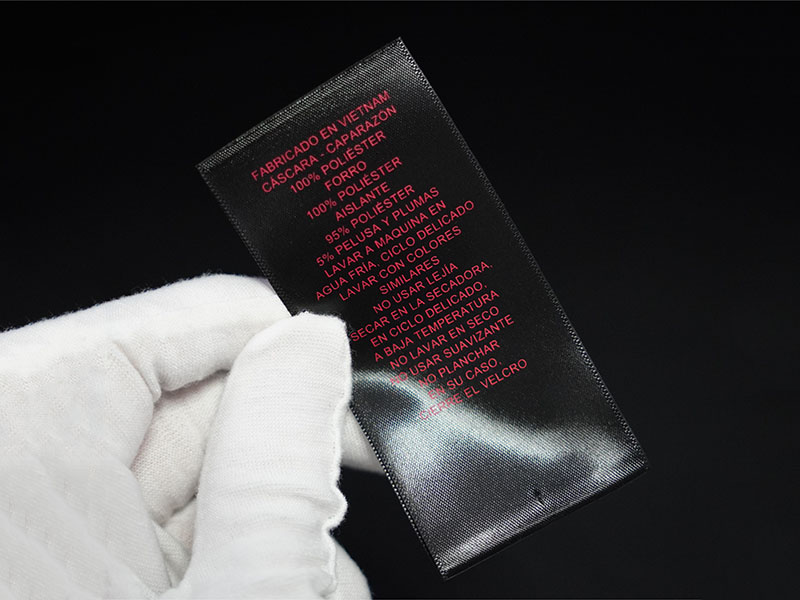 FABRICADO EN VIETNAM
CÁSCARA - CAPARAZÓN
100% POLIÉSTER
FORRO
100% POLIÉSTER
AISLANTE
95% POLIÉSTER
5% PELUSA Y PLUMAS
LAVAR A MAQUINA EN
AGUA FRÍA, CICLO DELICADO
LAVAR CON COLORES
SIMILARES
NO USAR LEJÍA
SECAR EN LA SECADORA,
EN CICLO DELICADO,
A BAJA TEMPERATURA
NO LAVAR EN SECO
NO USAR SUAVIZANTE
NO PLANCHAR
EN SU CASO,
CIERRE EL VELCRO